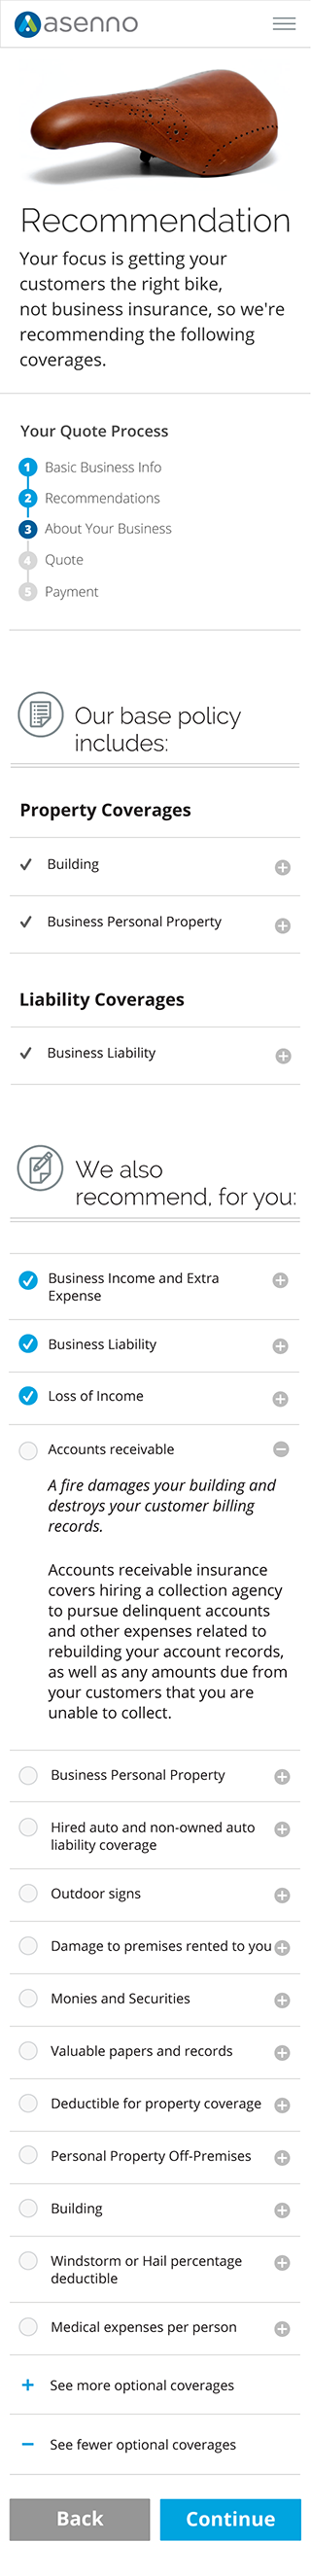 asenno
Recommendation
Your focus is getting your
customers the right bike,
not business insurance, so we're
recommending the following
coverages.
Your Quote Process
1 Basic Business Info
2 Recommendations
3 About Your Business
4 Quote
5 Payment
Our base policy
includes:
Property Coverages
Building
Business Personal Property
Liability Coverages
Business Liability
We also
recommend, for you:
Business Income and Extra
Expense
Business Liability
Loss of Income
Accounts receivable
A fire damages your building and
destroys your customer billing
records.
Accounts receivable insurance
covers hiring a collection agency
to pursue delinquent accounts
and other expenses related to
rebuilding your account records,
as well as any amounts due from
your customers that you are
unable to collect.
Business Personal Property
Hired auto and non-owned auto
liability coverage
Outdoor signs
Damage to premises rented to you
Monies and Securities
Valuable papers and records
Deductible for property coverage
Personal Property Off-Premises
Building
Windstorm or Hail percentage
deductible
Medical expenses per person
See more optional coverages
See fewer optional coverages
Back Continue